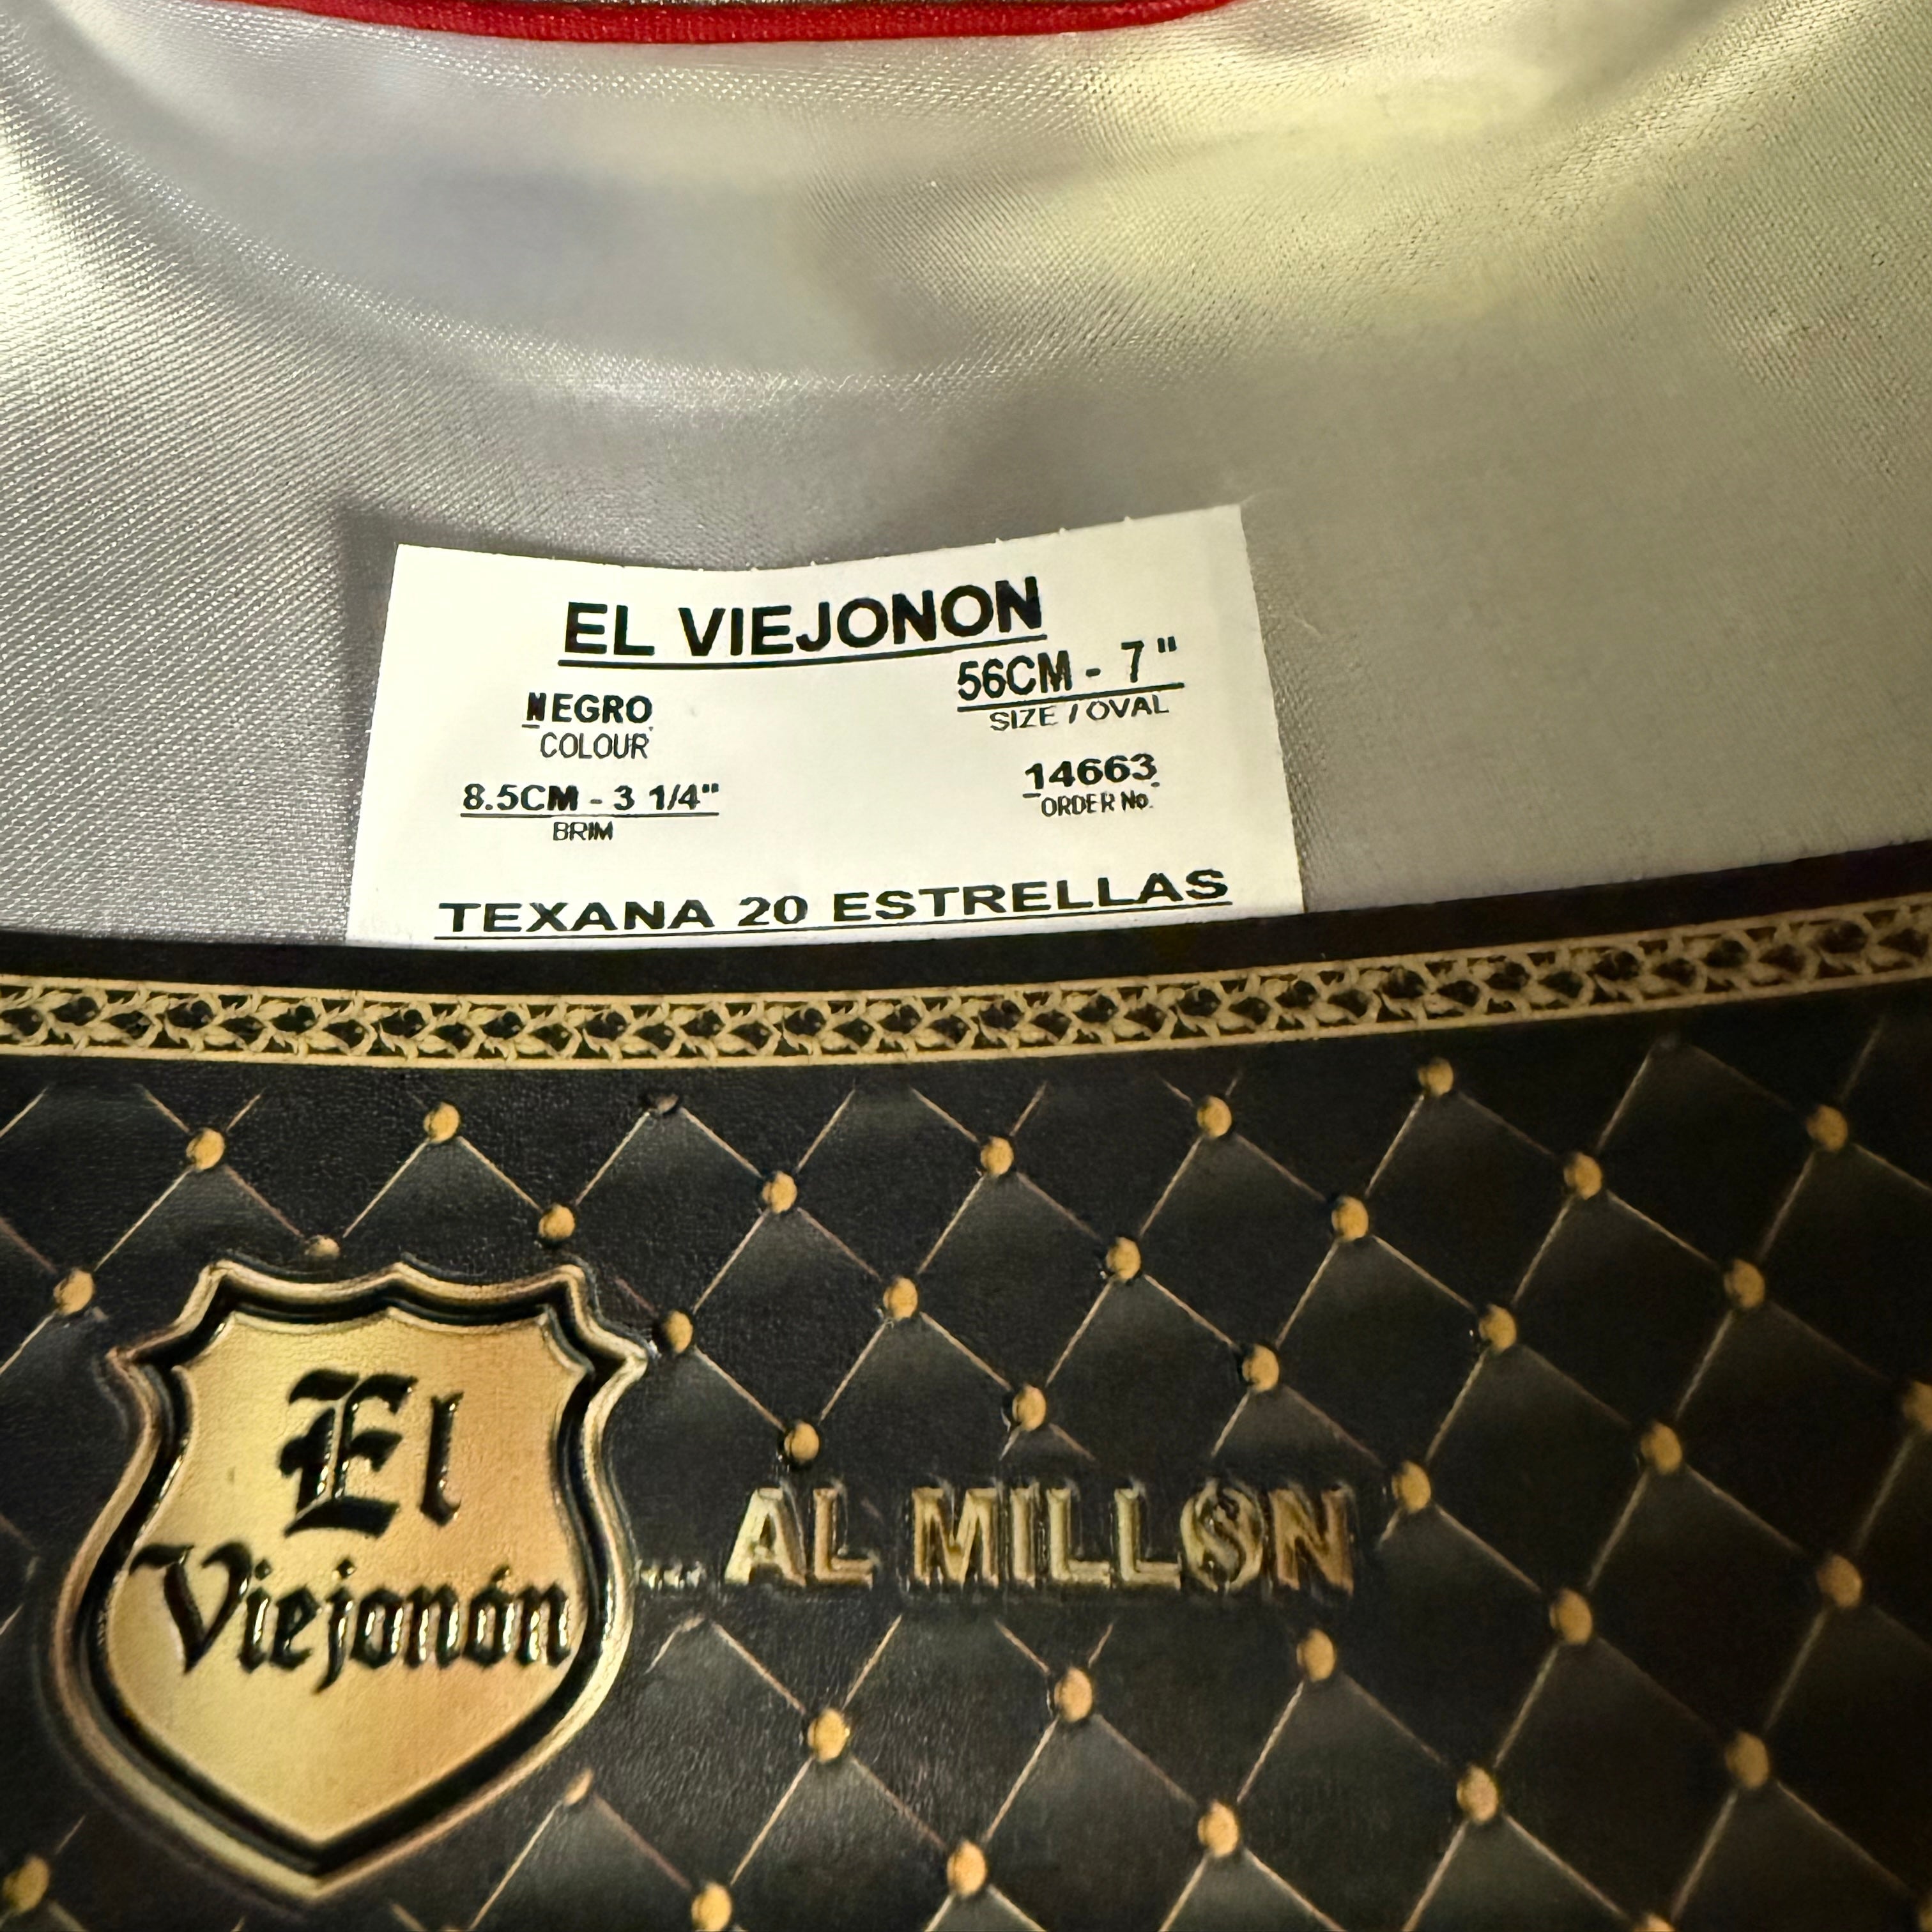 EL VIEJONON
NEGRO
COLOUR
56CM - 7"
SIZE / OVAL
8.5CM - 3 1/4"
BRIM
14663
ORDER No.
TEXANA 20 ESTRELLAS
El
Viejonón
... AL MILLON